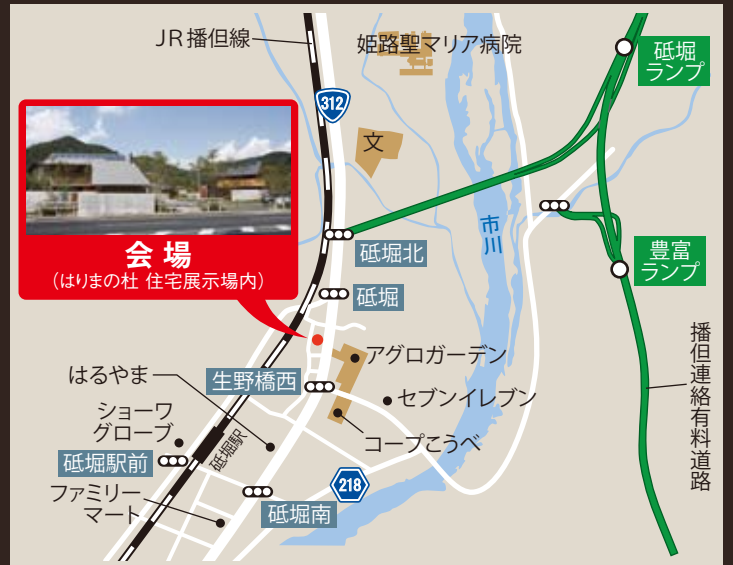 JR播但線
姫路聖マリア病院
砥堀
ランプ
312
文
会場
(はりまの杜 住宅展示場内)
砥堀北
市川
豊富
ランプ
砥堀
アグロガーデン
はるやま
生野橋西
セブンイレブン
ショーワ
グローブ
砥堀駅
コープこうべ
砥堀駅前
播但連絡有料道路
ファミリー
マート
218
砥堀南